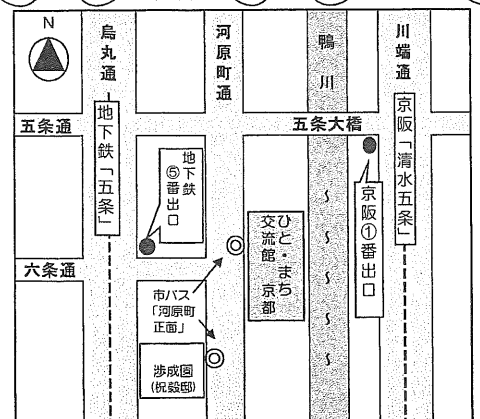 N
烏丸通
河原町通
鴨川
川端通
五条通
五条大橋
地下鉄「五条」
京阪「清水五条」
地下鉄
⑤番出口
京阪①番出口
ひと・まち
交流館 京都
六条通
市バス
「河原町
正面」
渉成園
(枳殻邸)